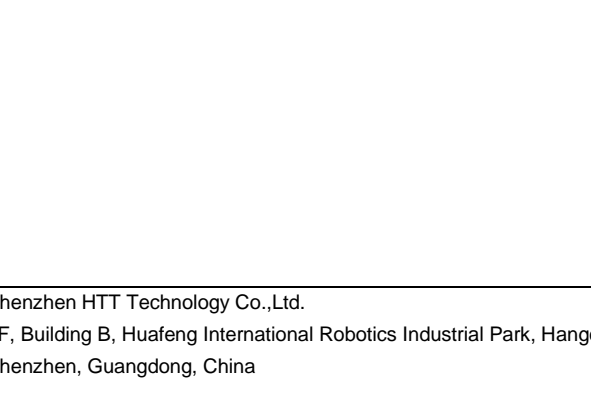 henzhen HTT Technology Co.,Ltd.
F, Building B, Huafeng International Robotics Industrial Park, Hang
henzhen, Guangdong, China